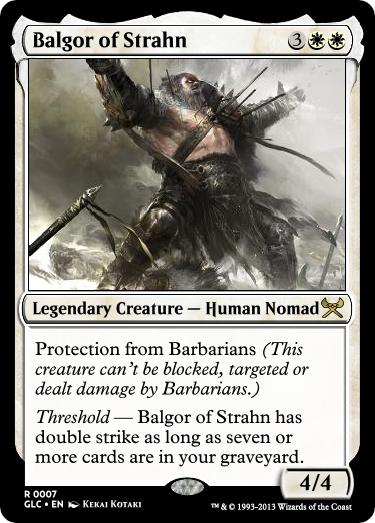 Balgor of Strahn 3
Legendary Creature — Human Nomad
Protection from Barbarians (This
creature can't be blocked, targeted or
dealt damage by Barbarians.)
Threshold — Balgor of Strahn has
double strike as long as seven or
more cards are in your graveyard.
4/4
R 0007
GLC • EN Kekai Kotaki
™ & © 1993-2013 Wizards of the Coast